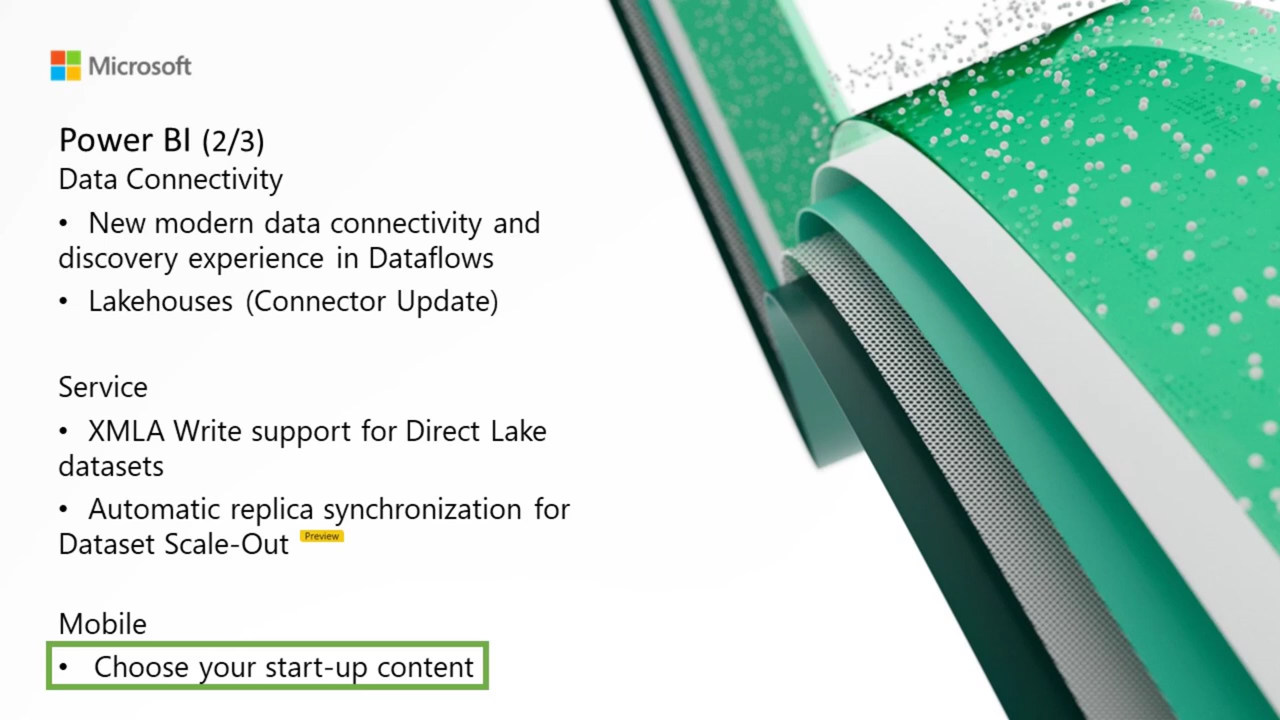 Microsoft
Power BI (2/3)
Data Connectivity
• New modern data connectivity and
discovery experience in Dataflows
• Lakehouses (Connector Update)
Service
• XMLA Write support for Direct Lake
datasets
• Automatic replica synchronization for
Dataset Scale-Out Preview
Mobile
• Choose your start-up content